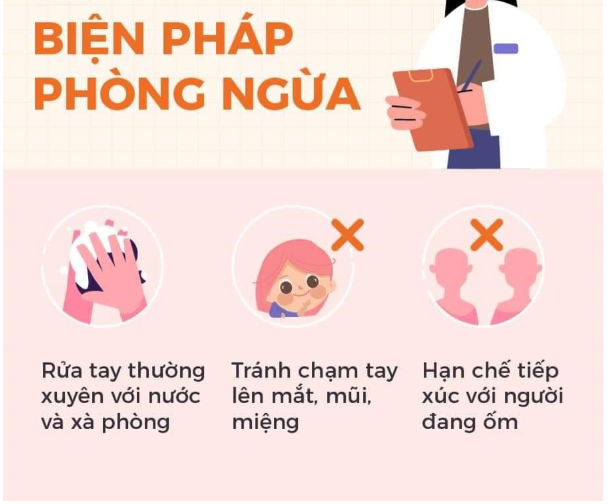 BIỆN PHÁP
PHÒNG NGỪA
Rửa tay thường
xuyên với nước
và xà phòng
Tránh chạm tay
lên mắt, mũi,
miệng
Hạn chế tiếp
xúc với người
đang ốm